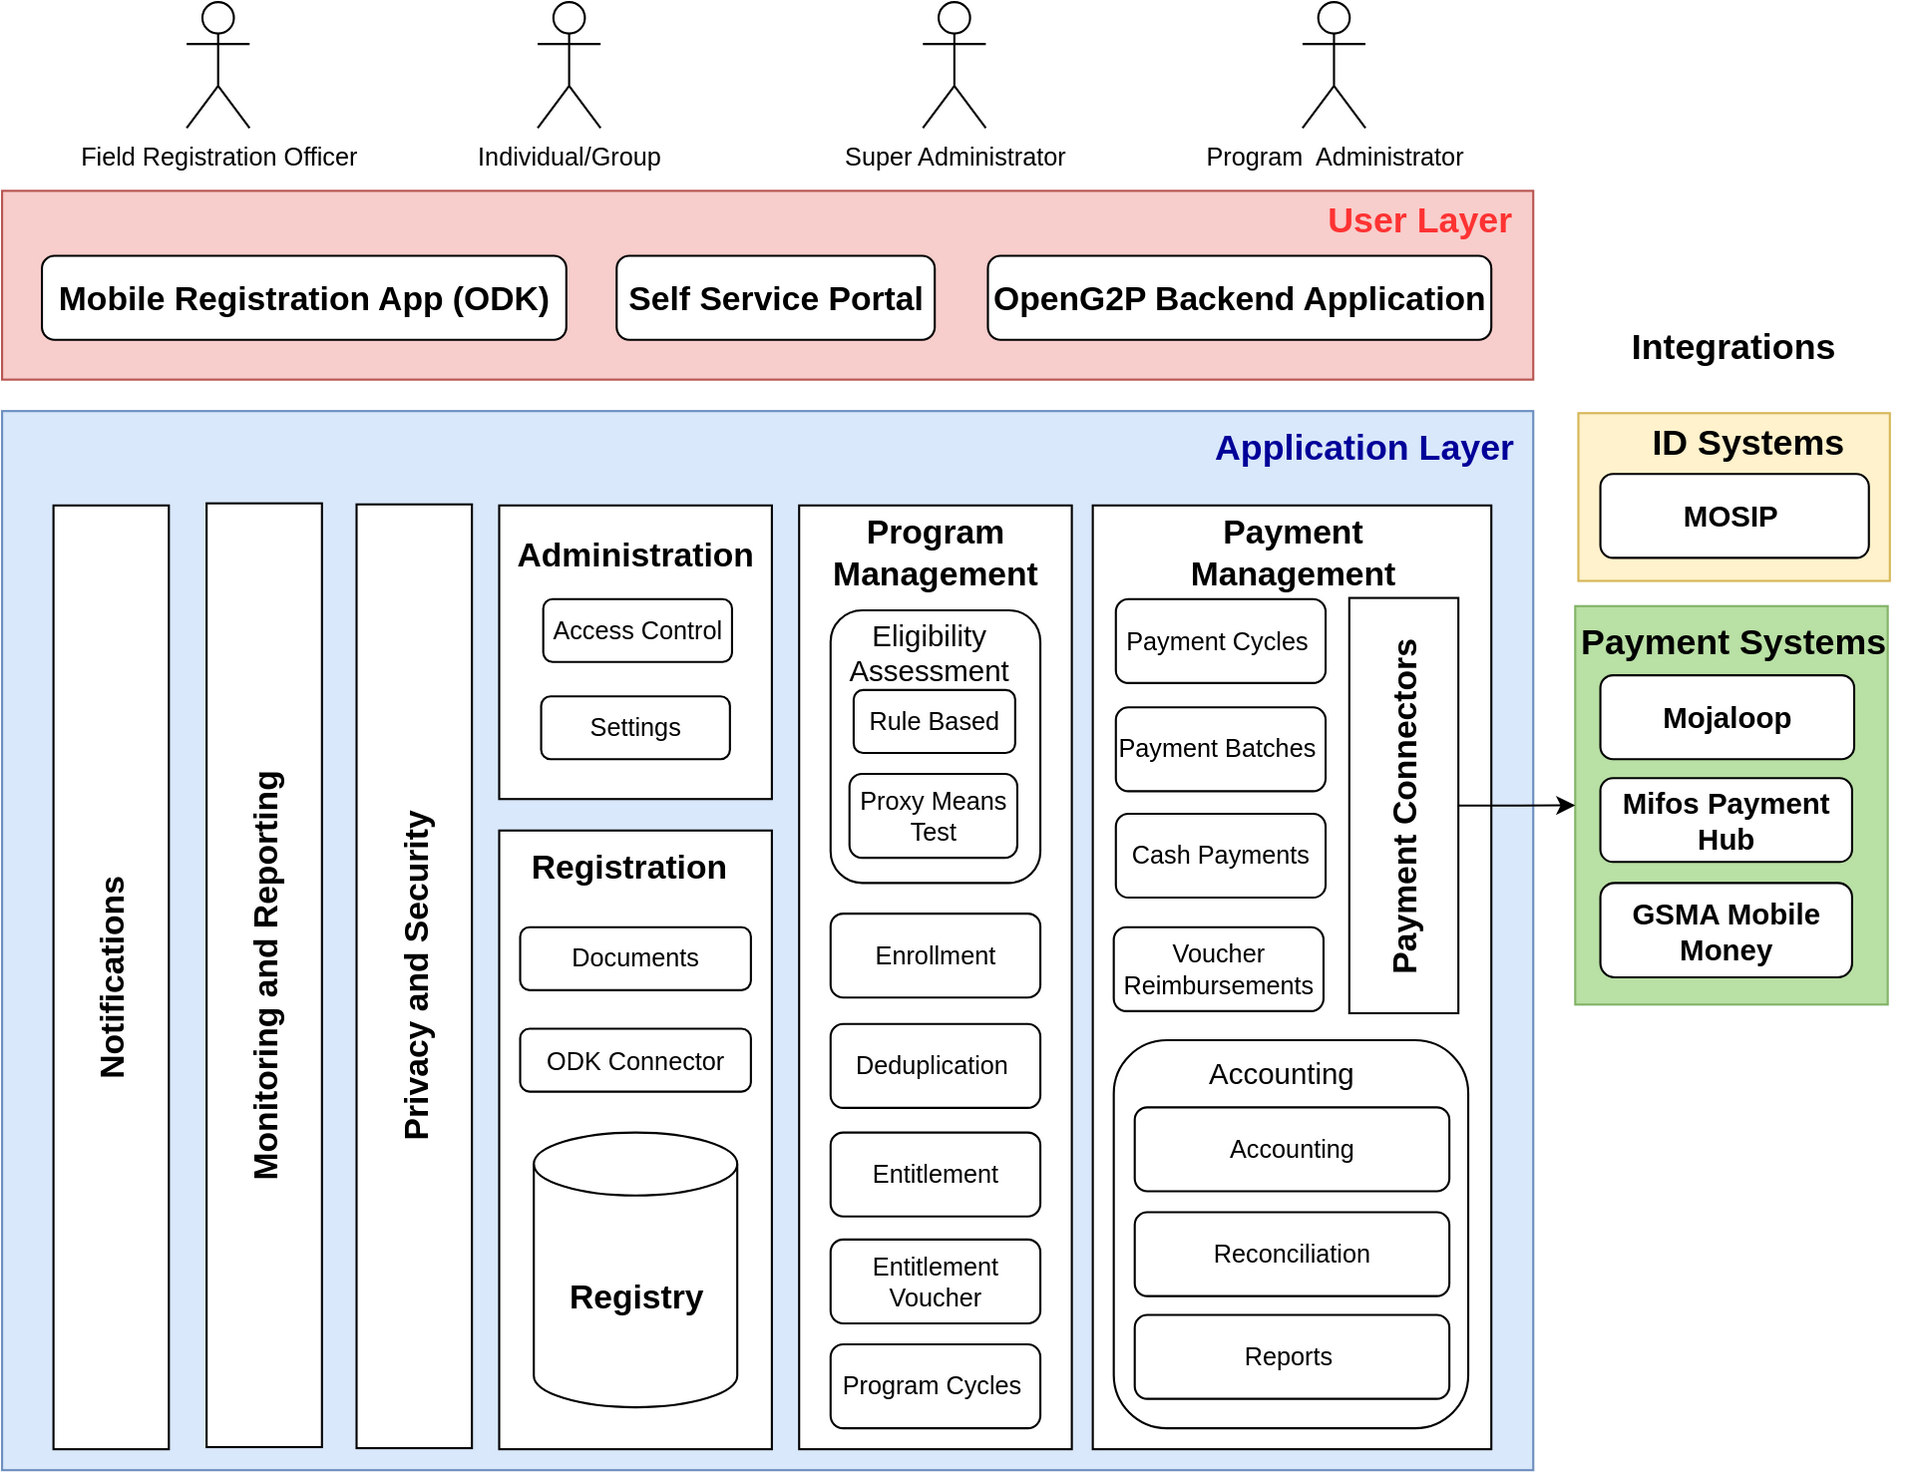 Field Registration Officer
Individual/Group
Super Administrator
Program  Administrator
User Layer
Mobile Registration App (ODK)
Self Service Portal
OpenG2P Backend Application
Integrations
Application Layer
Notifications
Monitoring and Reporting
Privacy and Security
Administration
Access Control
Settings
Registration
Documents
ODK Connector
Registry
Program
Management
Eligibility
Assessment
Rule Based
Proxy Means
Test
Enrollment
Deduplication
Entitlement
Entitlement
Voucher
Program Cycles
Payment
Management
Payment Cycles
Payment Batches
Cash Payments
Voucher
Reimbursements
Payment Connectors
Accounting
Accounting
Reconciliation
Reports
ID Systems
MOSIP
Payment Systems
Mojaloop
Mifos Payment
Hub
GSMA Mobile
Money